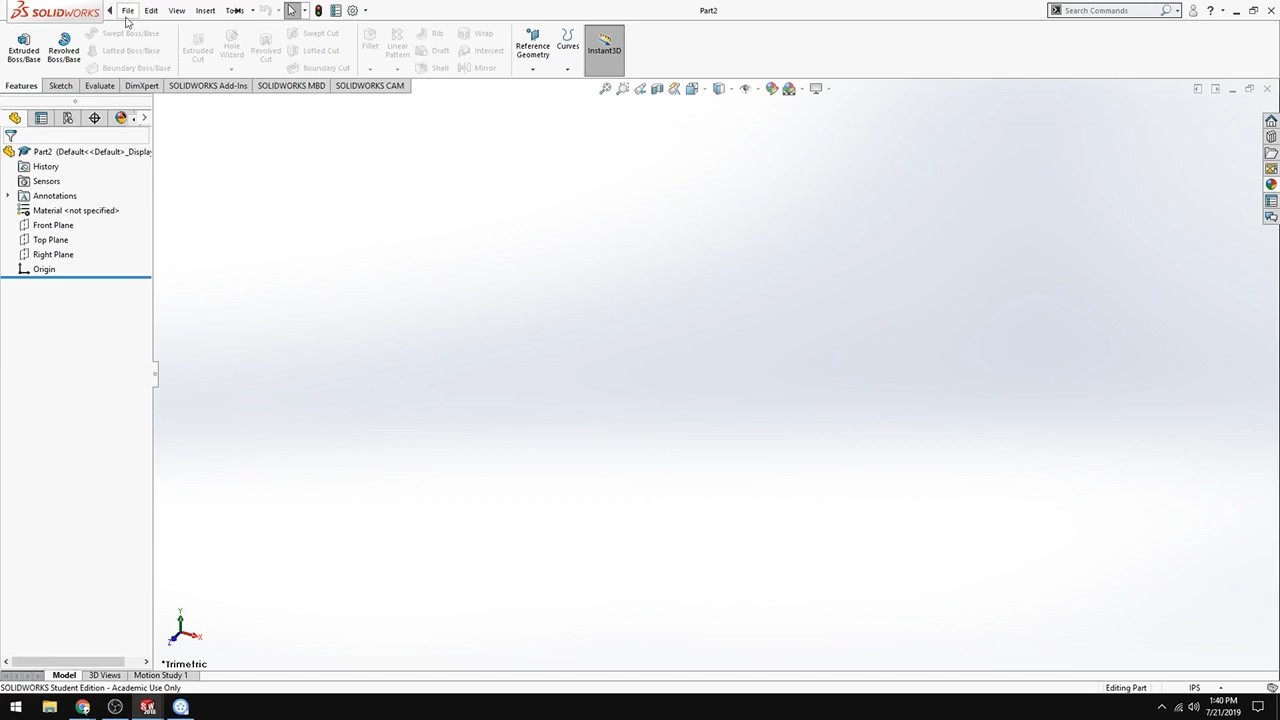 SOLIDWORKS File Edit View Insert Tools Part2 Search Commands
Extruded Boss/Base Revolved Boss/Base Swept Boss/Base Lofted Boss/Base Boundary Boss/Base Extruded Cut Hole Wizard Revolved Cut Swept Cut Lofted Cut Boundary Cut Fillet Linear Pattern Rib Draft Shell Wrap Intersect Mirror Reference Geometry Curves Instant3D
Features Sketch Evaluate DimXpert SOLIDWORKS Add-Ins SOLIDWORKS MBD SOLIDWORKS CAM
Part2 (Default<<Default>_Displa
History
Sensors
Annotations
Material <not specified>
Front Plane
Top Plane
Right Plane
Origin
Y
X
Z
*Trimetric
Model 3D Views Motion Study 1
SOLIDWORKS Student Edition - Academic Use Only Editing Part IPS
SW 2018 1:40 PM
7/21/2019